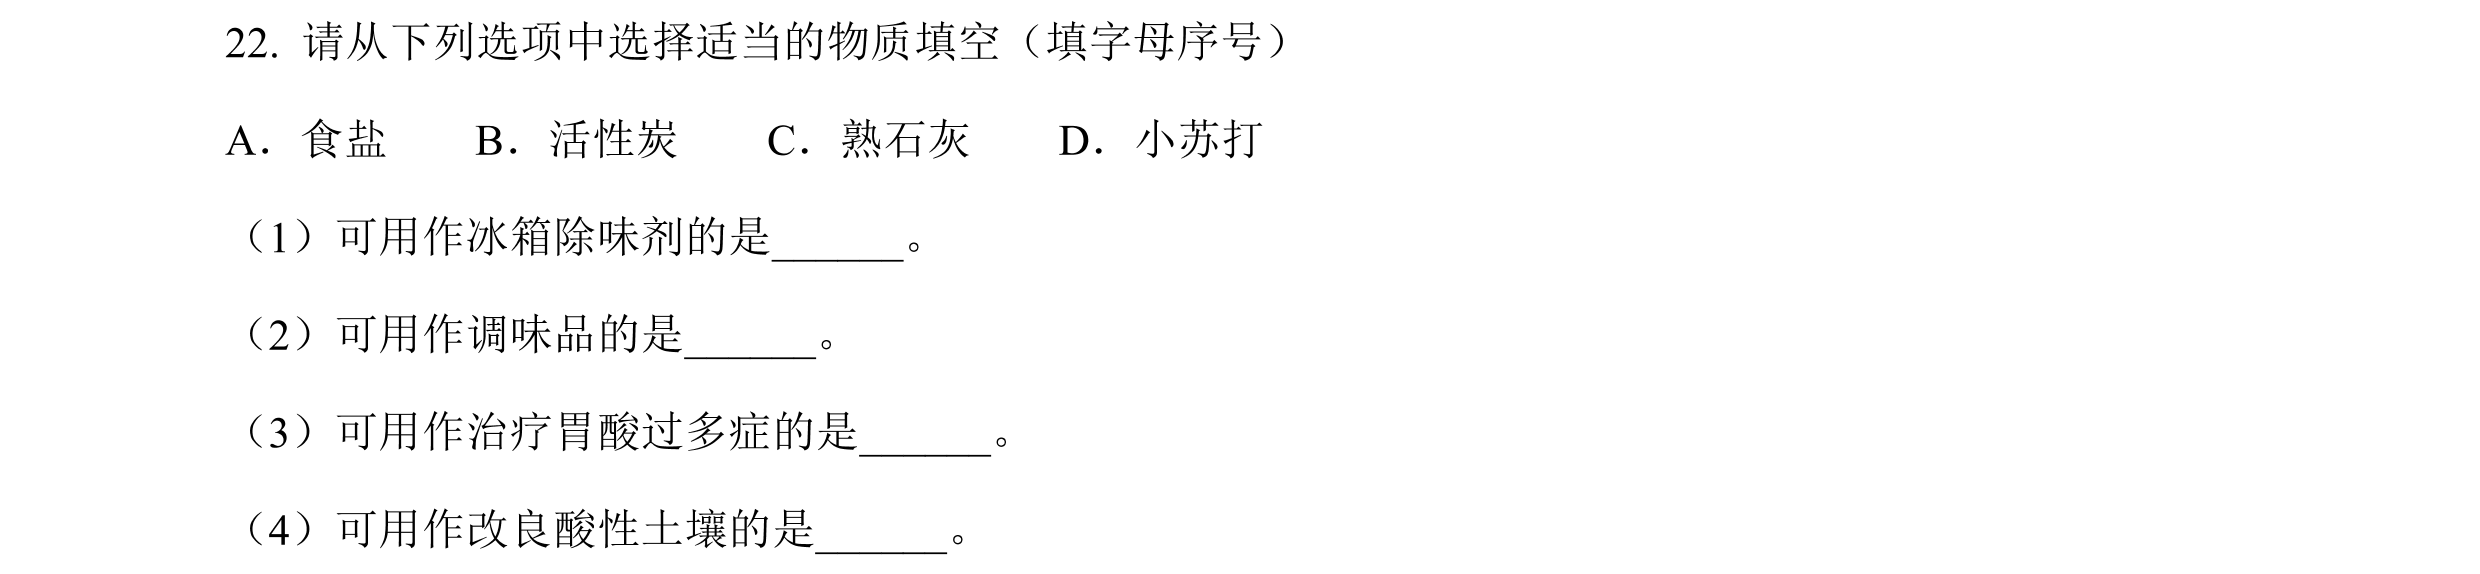 22. 请从下列选项中选择适当的物质填空（填字母序号）
A．食盐 B．活性炭 C．熟石灰 D．小苏打
（1）可用作冰箱除味剂的是______。
（2）可用作调味品的是______。
（3）可用作治疗胃酸过多症的是______。
（4）可用作改良酸性土壤的是______。